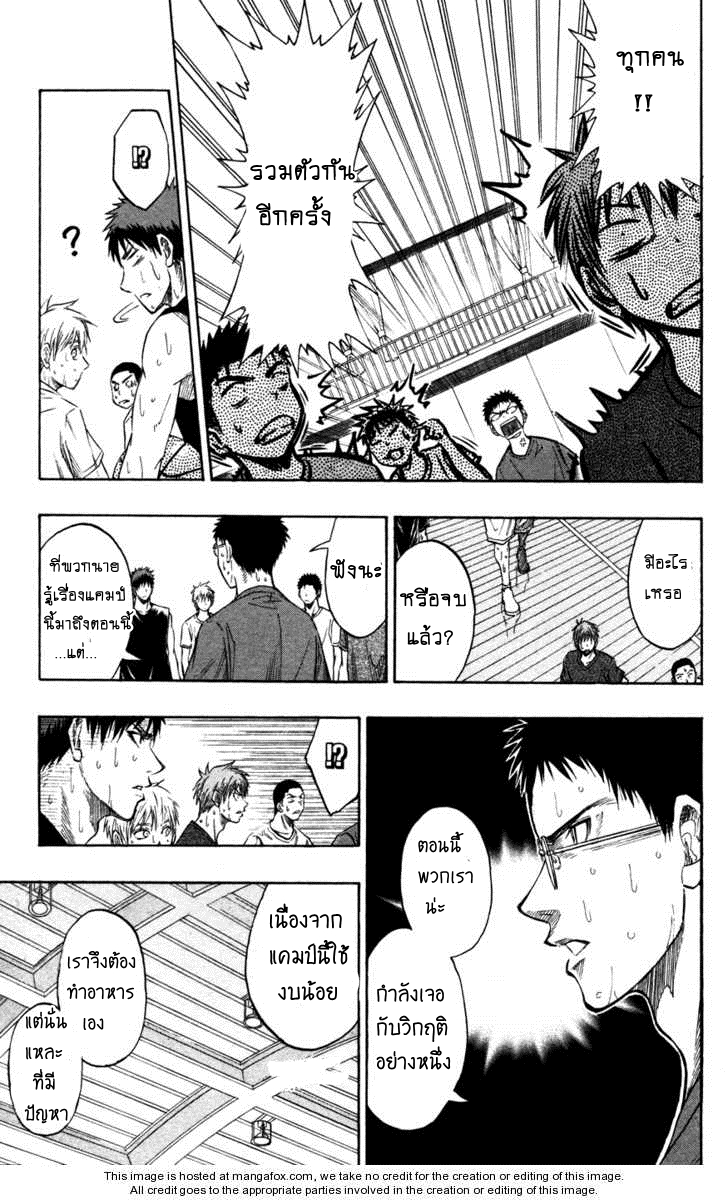 ทุกคน
!!
รวมตัวกัน
อีกครั้ง
!?
?
มีอะไร
เหรอ
หรือจบ
แล้ว?
ฟังนะ
ที่พวกนาย
รู้เรื่องแคมป์
นี้มาถึงตอนนี้
...แต่...
ตอนนี้
พวกเรา
น่ะ
กำลังเจอ
กับวิกฤติ
อย่างหนึ่ง
!?
เนื่องจาก
แคมป์นี้ใช้
งบน้อย
เราจึงต้อง
ทำอาหาร
เอง
แต่นั่น
แหละ
ที่มี
ปัญหา
This image is hosted at mangafox.com, we take no credit for the creation or editing of this image.
All credit goes to the appropriate parties involved in the creation or editing of this image.